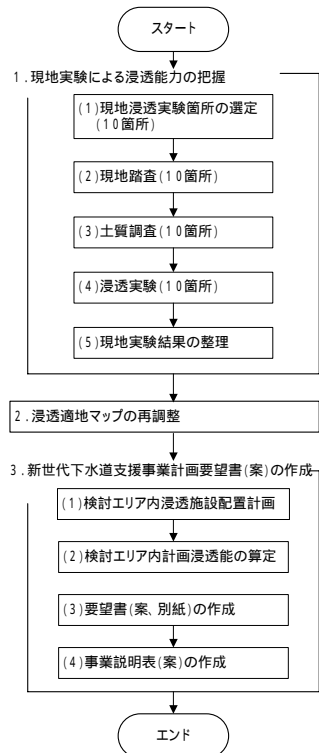 スタート
1.現地実験による浸透能力の把握
(1)現地浸透実験箇所の選定
(10箇所)
(2)現地踏査(10箇所)
(3)土質調査(10箇所)
(4)浸透実験(10箇所)
(5)現地実験結果の整理
2.浸透適地マップの再調整
3.新世代下水道支援事業計画要望書(案)の作成
(1)検討エリア内浸透施設配置計画
(2)検討エリア内計画浸透能の算定
(3)要望書(案、別紙)の作成
(4)事業説明表(案)の作成
エンド